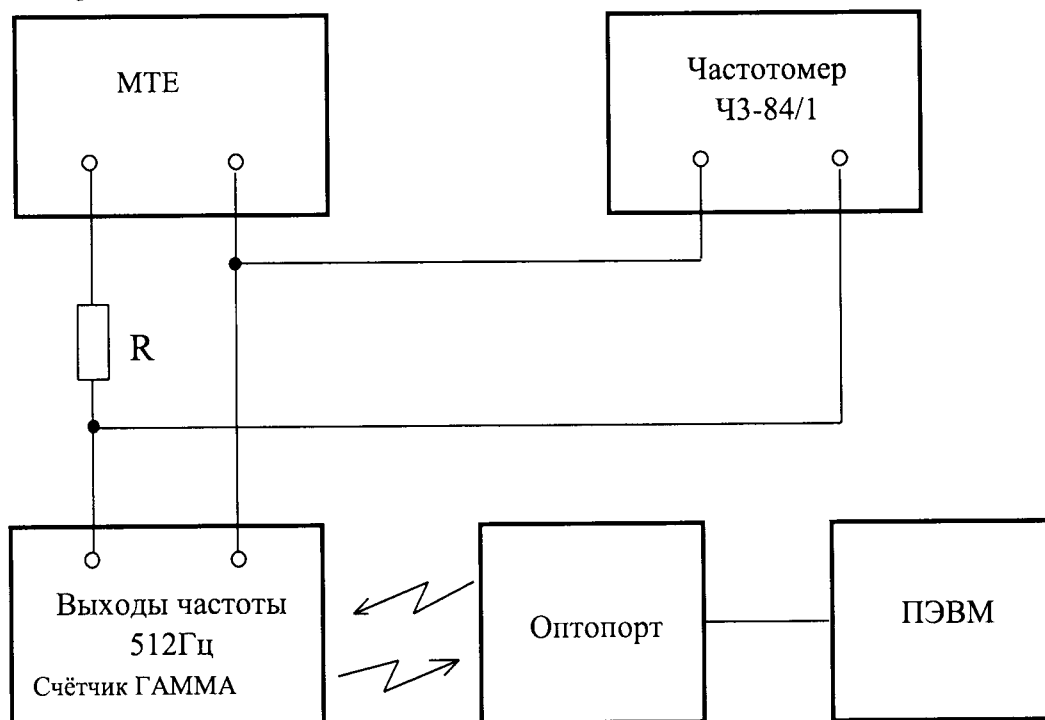 МТЕ
Частотомер
Ч3-84/1
R
Выходы частоты
512Гц
Счётчик ГАММА
Оптопорт
ПЭВМ